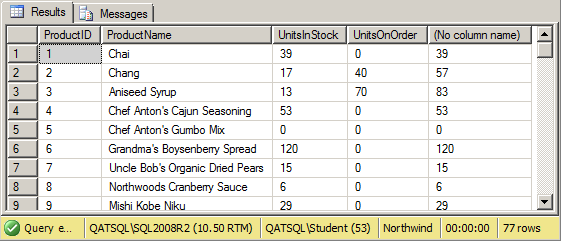 Results Messages
ProductID ProductName UnitsInStock UnitsOnOrder (No column name)
1 1 Chai 39 0 39
2 2 Chang 17 40 57
3 3 Aniseed Syrup 13 70 83
4 4 Chef Anton's Cajun Seasoning 53 0 53
5 5 Chef Anton's Gumbo Mix 0 0 0
6 6 Grandma's Boysenberry Spread 120 0 120
7 7 Uncle Bob's Organic Dried Pears 15 0 15
8 8 Northwoods Cranberry Sauce 6 0 6
9 9 Mishi Kobe Niku 29 0 29
Query e... QATSQL\SQL2008R2 (10.50 RTM) QATSQL\Student (53) Northwind 00:00:00 77 rows